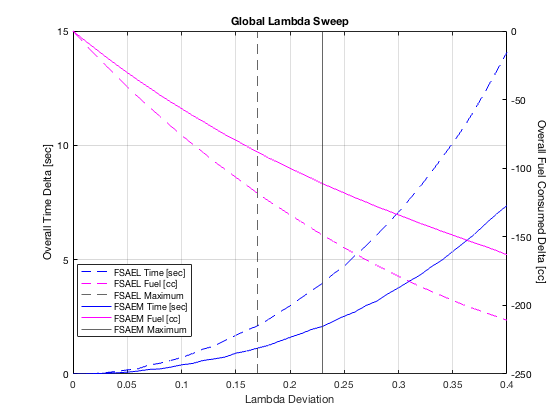 Global Lambda Sweep
15
10
5
0
Overall Time Delta [sec]
0
-50
-100
-150
-200
-250
Overall Fuel Consumed Delta [cc]
FSAEL Time [sec]
FSAEL Fuel [cc]
FSAEL Maximum
FSAEM Time [sec]
FSAEM Fuel [cc]
FSAEM Maximum
0 0.05 0.1 0.15 0.2 0.25 0.3 0.35 0.4
Lambda Deviation